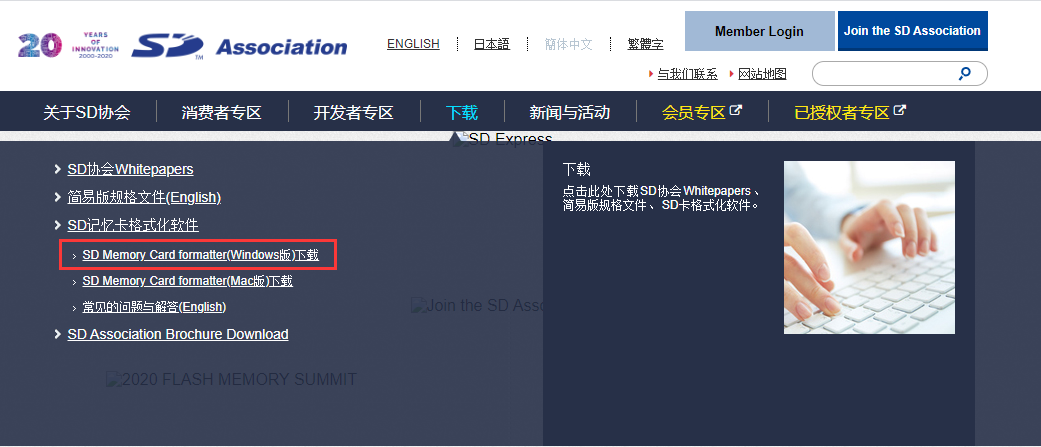 20 YEARS OF INNOVATION 2000-2020
SD™ Association
ENGLISH
日本語
简体中文
繁體字
Member Login
Join the SD Association
与我们联系
网站地图
关于SD协会
消费者专区
开发者专区
下载
新闻与活动
会员专区
已授权者专区
SD Express
SD协会Whitepapers
简易版规格文件(English)
SD记忆卡格式化软件
SD Memory Card formatter(Windows版)下载
SD Memory Card formatter(Mac版)下载
常见的问题与解答(English)
SD Association Brochure Download
下载
点击此处下载SD协会Whitepapers、
简易版规格文件、 SD卡格式化软件。
Join the SD Asso
2020 FLASH MEMORY SUMMIT